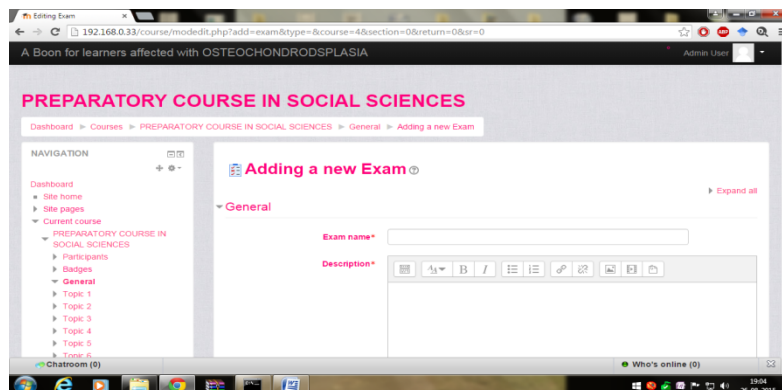 Editing Exam
192.168.0.33/course/modedit.php?add=exam&type=&course=4&section=0&return=0&sr=0
A Boon for learners affected with OSTEOCHONDRODSPLASIA
Admin User
PREPARATORY COURSE IN SOCIAL SCIENCES
Dashboard ▶ Courses ▶ PREPARATORY COURSE IN SOCIAL SCIENCES ▶ General ▶ Adding a new Exam
NAVIGATION
Dashboard
Site home
Site pages
Current course
PREPARATORY COURSE IN
SOCIAL SCIENCES
Participants
Badges
General
Topic 1
Topic 2
Topic 3
Topic 4
Topic 5
Topic 6
Adding a new Exam
Expand all
General
Exam name*
Description*
Chatroom (0)
Who's online (0)
19:04